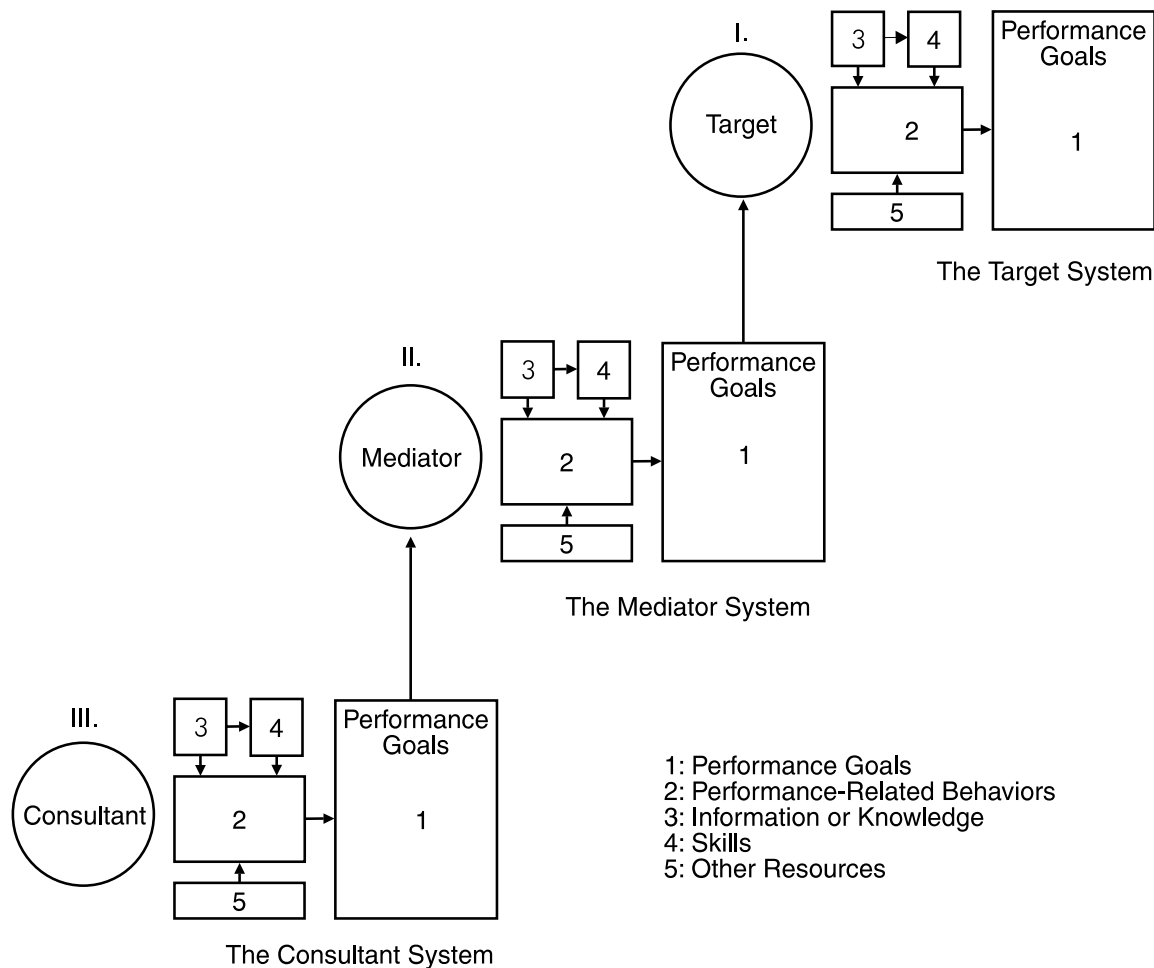 I.
Target
3
4
2
5
Performance
Goals
1
The Target System
II.
Mediator
3
4
2
5
Performance
Goals
1
The Mediator System
III.
Consultant
3
4
2
5
Performance
Goals
1
The Consultant System
1: Performance Goals
2: Performance-Related Behaviors
3: Information or Knowledge
4: Skills
5: Other Resources